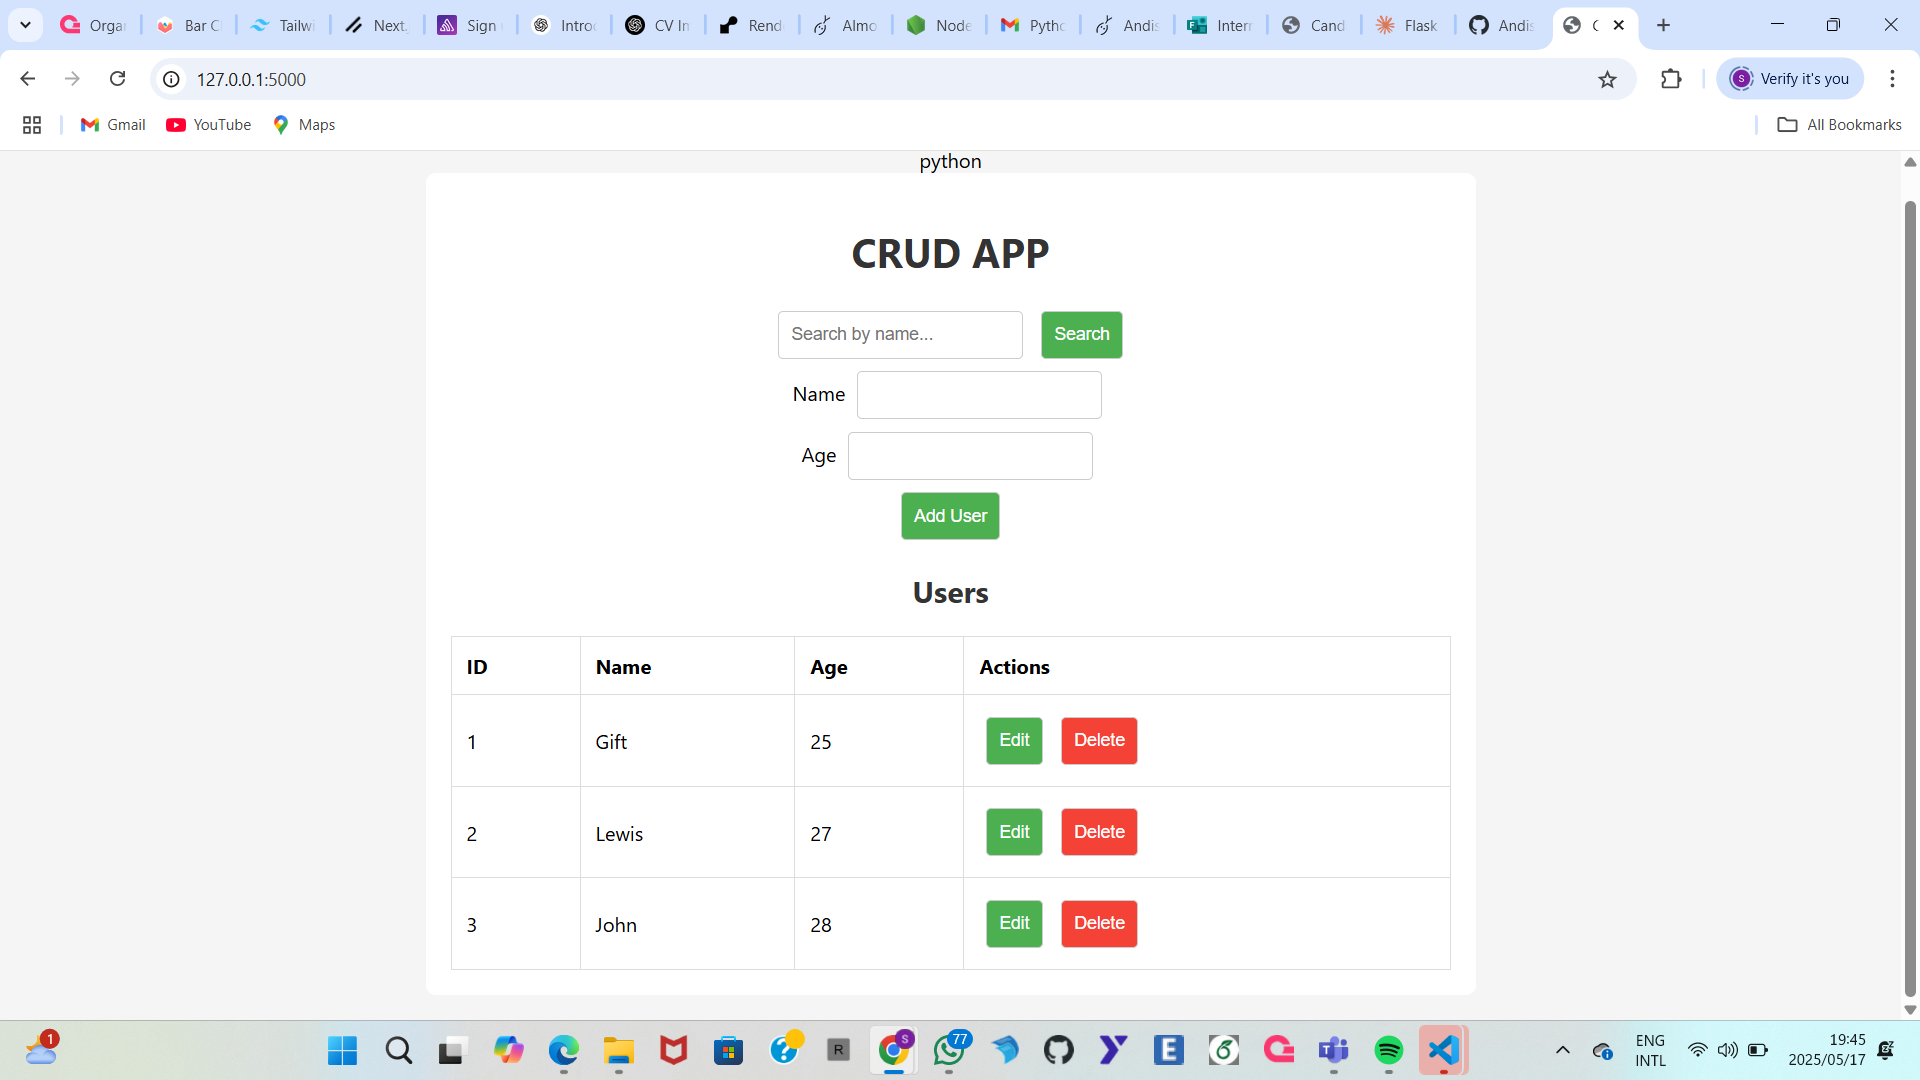 Orga
Bar C
Tailwi
Next.
Sign
Introd
CV In
Rend
Almo
Node
Pytho
Andis
Intern
Cand
Flask
Andis
127.0.0.1:5000
Verify it's you
Gmail
YouTube
Maps
All Bookmarks
python
CRUD APP
Search by name...
Search
Name
Age
Add User
Users
ID Name Age Actions
1 Gift 25 Edit Delete
2 Lewis 27 Edit Delete
3 John 28 Edit Delete
1
77
ENG
INTL
19:45
2025/05/17